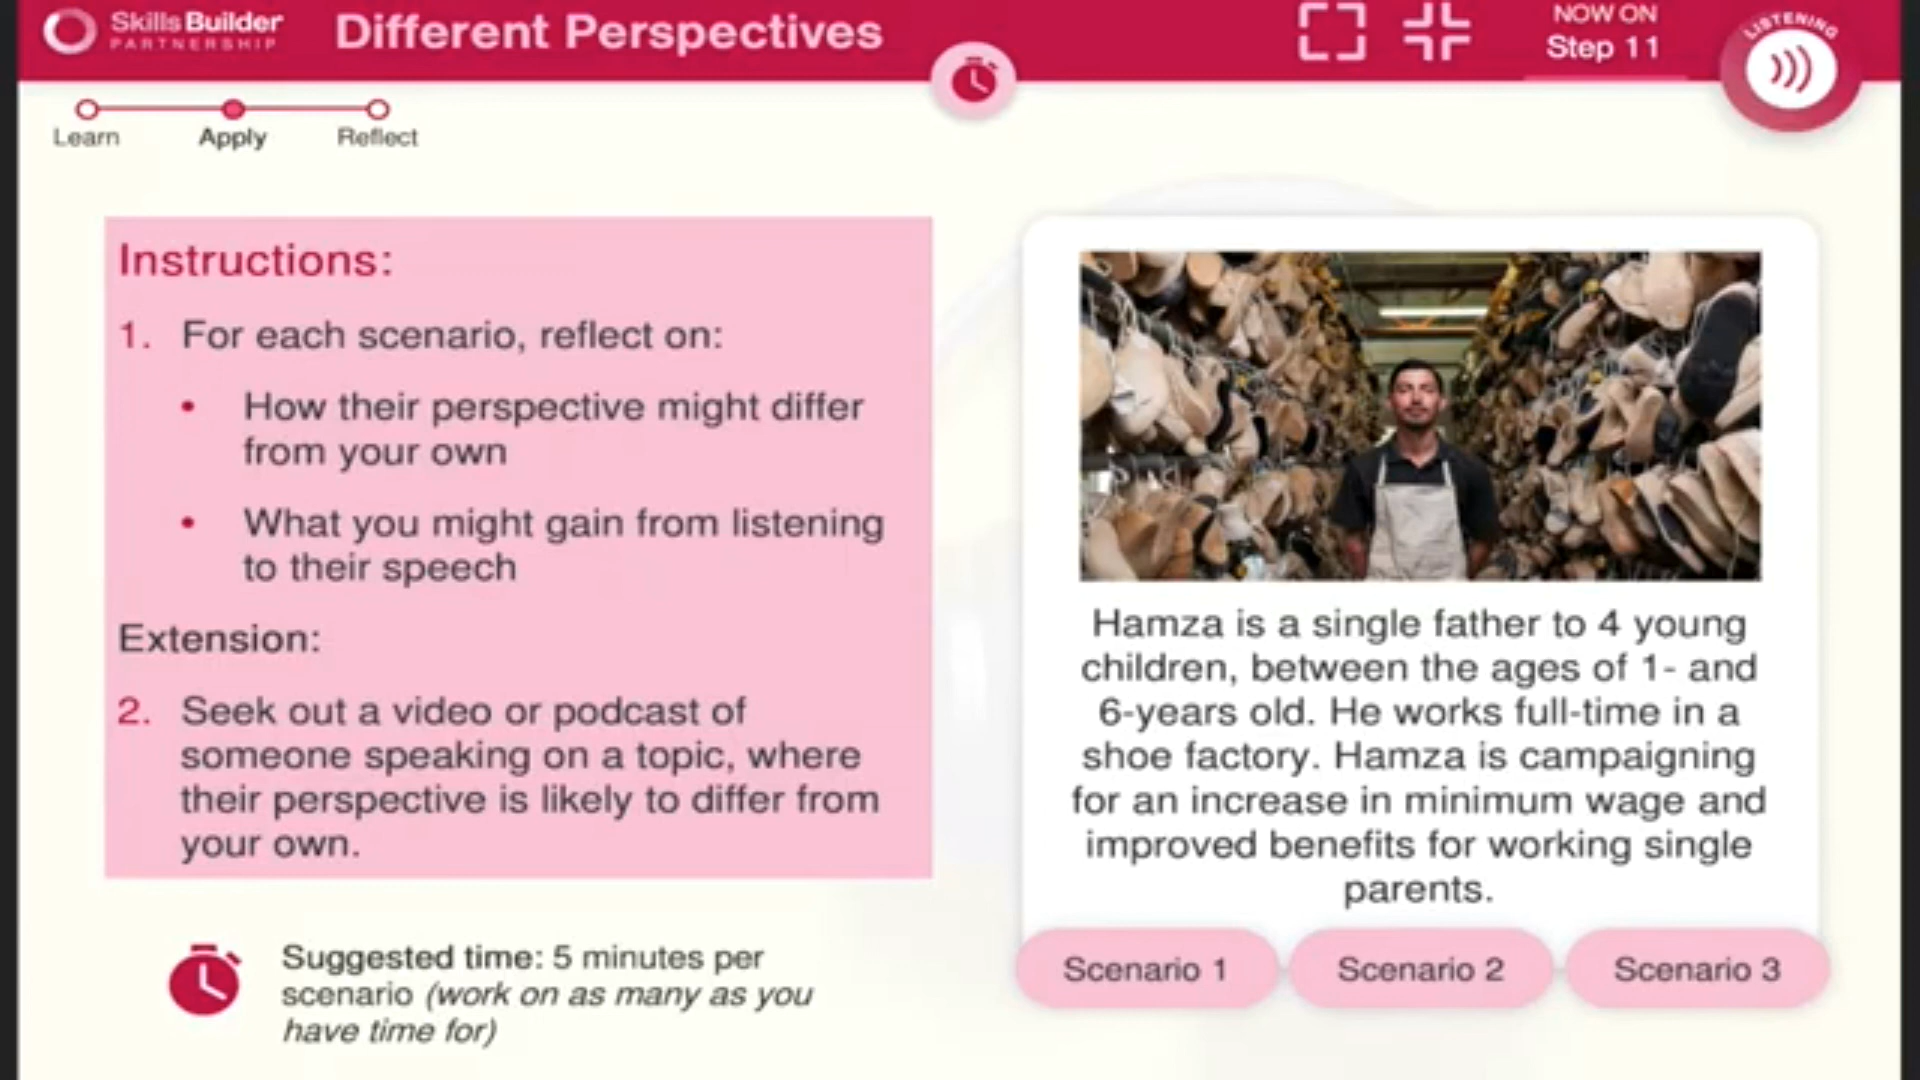 Skills Builder
PARTNERSHIP
Different Perspectives
NOW ON
Step 11
LISTENING
Learn
Apply
Reflect
Instructions:
1. For each scenario, reflect on:
• How their perspective might differ
from your own
• What you might gain from listening
to their speech
Extension:
2. Seek out a video or podcast of
someone speaking on a topic, where
their perspective is likely to differ from
your own.
Suggested time: 5 minutes per
scenario (work on as many as you
have time for)
Hamza is a single father to 4 young
children, between the ages of 1- and
6-years old. He works full-time in a
shoe factory. Hamza is campaigning
for an increase in minimum wage and
improved benefits for working single
parents.
Scenario 1
Scenario 2
Scenario 3